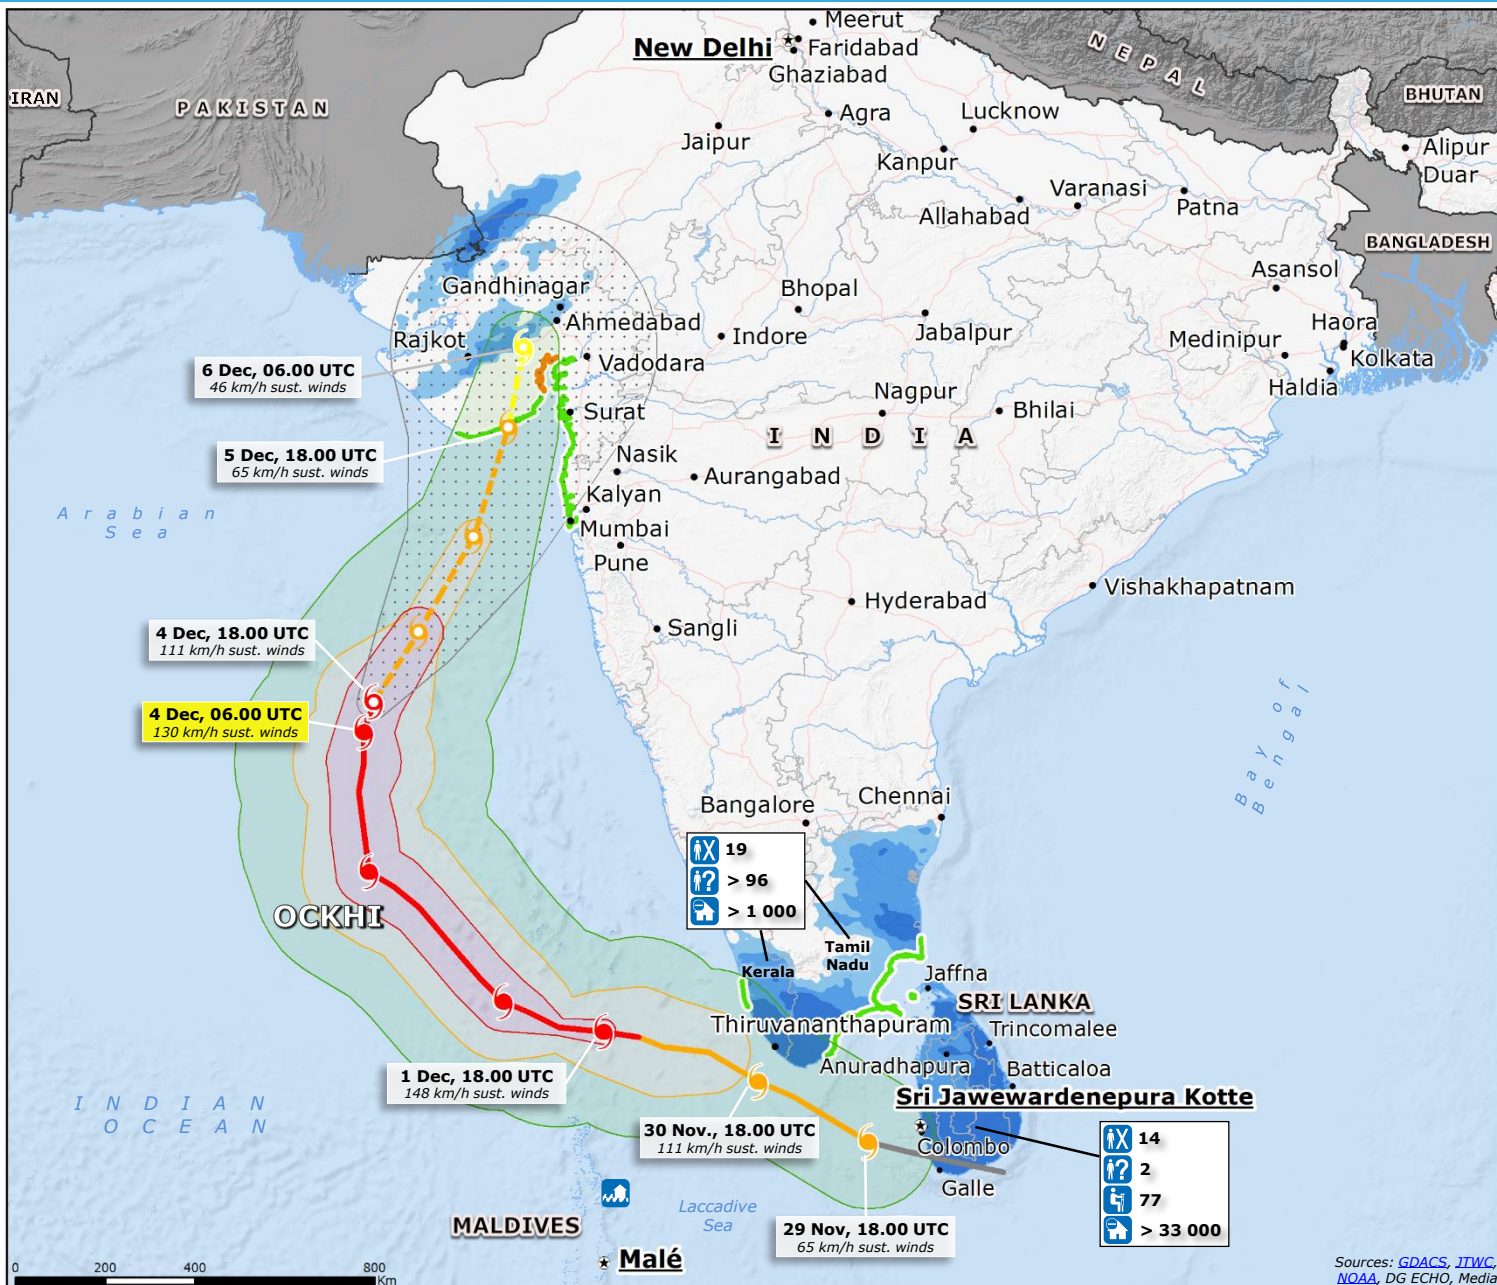 Meerut
New Delhi
Faridabad
Ghaziabad
NEPAL
IRAN
PAKISTAN
BHUTAN
Agra
Lucknow
Jaipur
Kanpur
Alipur
Duar
Varanasi
Allahabad
Patna
BANGLADESH
Asansol
Gandhinagar
Bhopal
Ahmedabad
Rajkot
Indore
Jabalpur
Haora
Medinipur
Kolkata
Vadodara
Haldia
6 Dec, 06.00 UTC
46 km/h sust. winds
Nagpur
Bhilai
Surat
INDIA
5 Dec, 18.00 UTC
65 km/h sust. winds
Nasik
Aurangabad
Kalyan
Arabian
Sea
Mumbai
Pune
Vishakhapatnam
Hyderabad
Sangli
4 Dec, 18.00 UTC
111 km/h sust. winds
4 Dec, 06.00 UTC
130 km/h sust. winds
Bay of
Bengal
Bangalore
Chennai
19
> 96
> 1 000
OCKHI
Tamil
Nadu
Kerala
Jaffna
SRI LANKA
Thiruvananthapuram
Trincomalee
Anuradhapura
Batticaloa
1 Dec, 18.00 UTC
148 km/h sust. winds
Sri Jawewardenepura Kotte
INDIAN
OCEAN
30 Nov., 18.00 UTC
111 km/h sust. winds
Colombo
14
2
77
> 33 000
Galle
Laccadive
Sea
MALDIVES
29 Nov, 18.00 UTC
65 km/h sust. winds
Malé
0 200 400 800
Km
Sources: GDACS, JTWC,
NOAA, DG ECHO, Media